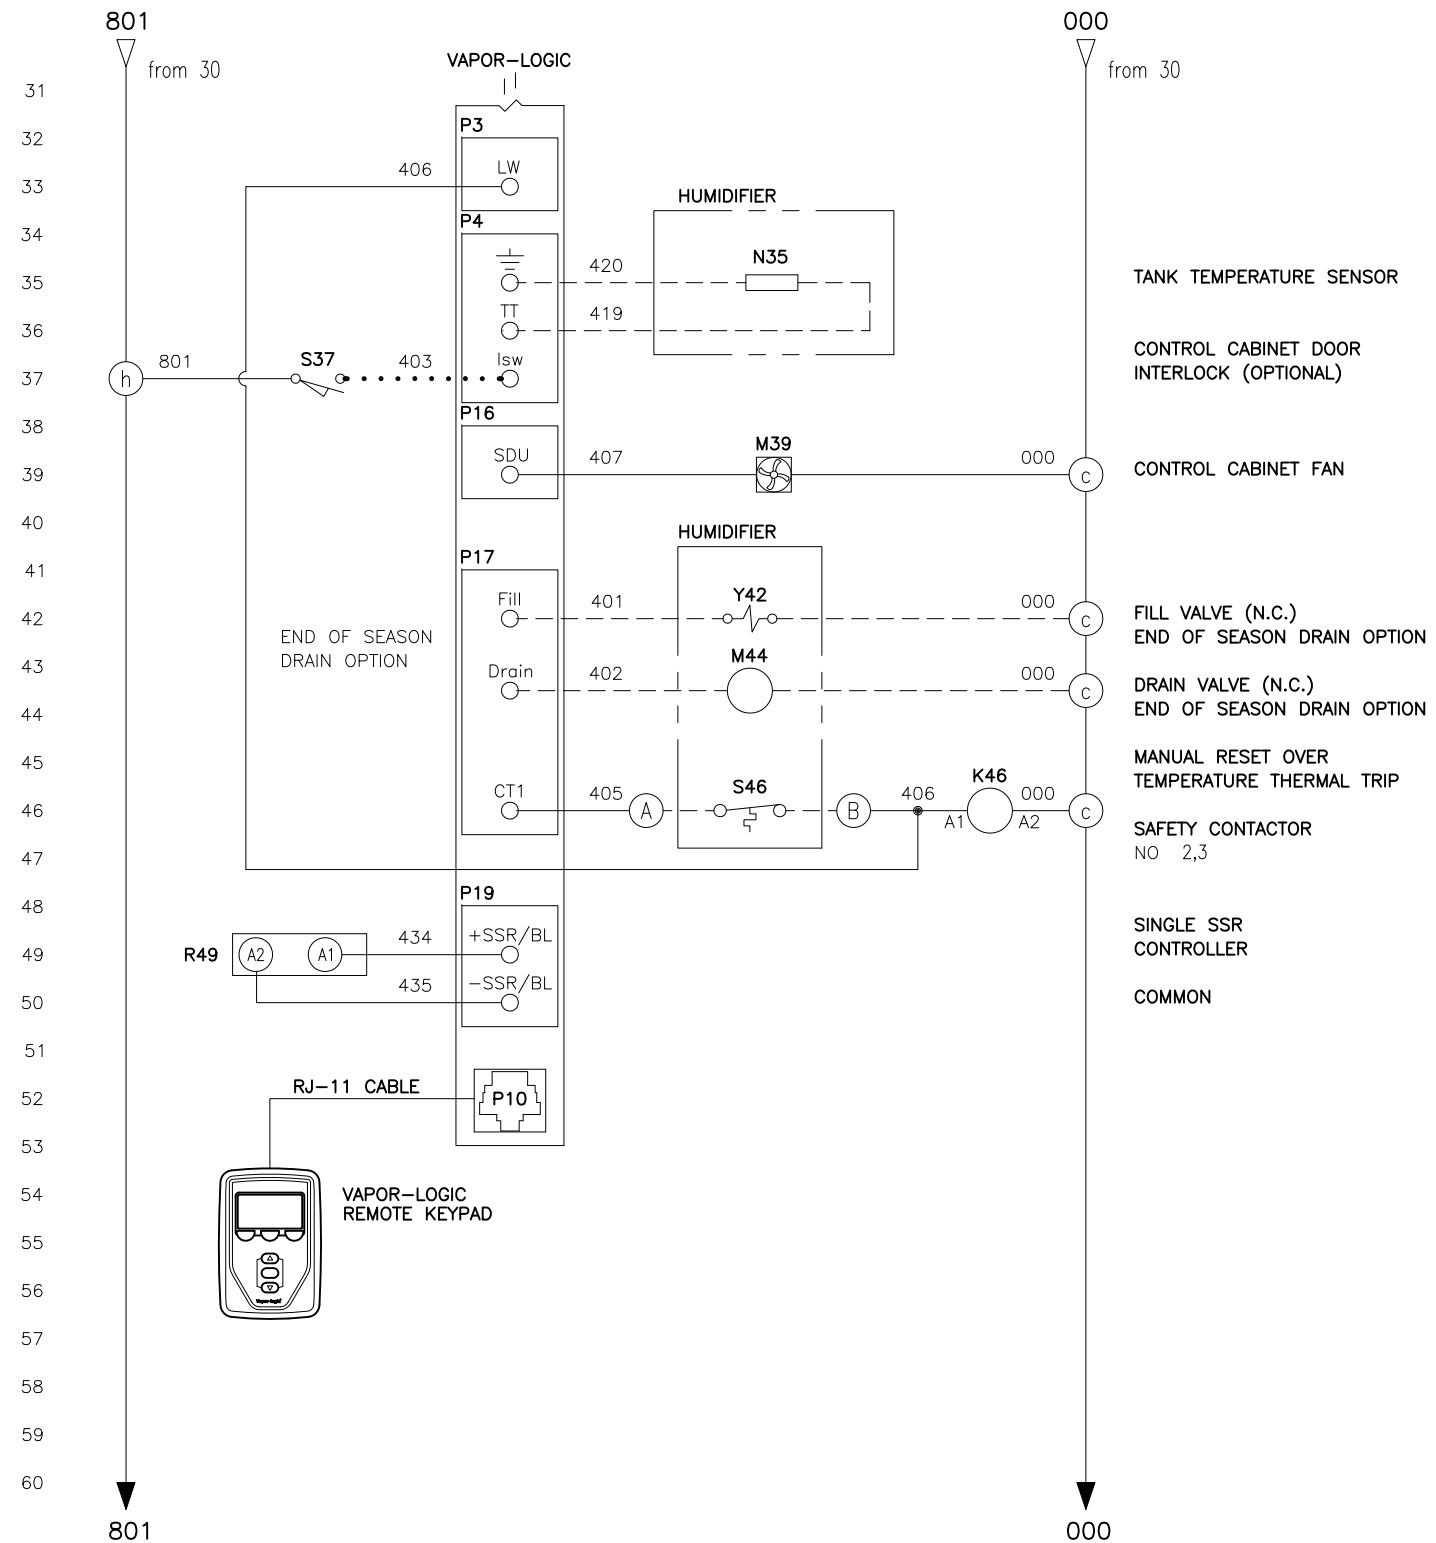 801
000
from 30
from 30
VAPOR-LOGIC
31
P3
32
LW
406
33
HUMIDIFIER
P4
34
N35
420
TANK TEMPERATURE SENSOR
35
TT
419
36
CONTROL CABINET DOOR
INTERLOCK (OPTIONAL)
801
S37
403
Isw
37
h
P16
38
M39
SDU
407
000
CONTROL CABINET FAN
39
c
40
HUMIDIFIER
P17
41
Fill
401
Y42
000
42
c
FILL VALVE (N.C.)
END OF SEASON DRAIN OPTION
END OF SEASON
DRAIN OPTION
43
M44
Drain
402
000
c
DRAIN VALVE (N.C.)
END OF SEASON DRAIN OPTION
44
45
MANUAL RESET OVER
TEMPERATURE THERMAL TRIP
CT1
405
S46
406
K46
000
46
A
B
A1
A2
c
SAFETY CONTACTOR
NO 2,3
47
P19
48
SINGLE SSR
CONTROLLER
434
+SSR/BL
49
R49
A2
A1
435
-SSR/BL
50
COMMON
51
RJ-11 CABLE
52
P10
53
54
VAPOR-LOGIC
REMOTE KEYPAD
55
56
Vapor-logic
57
58
59
60
801
000